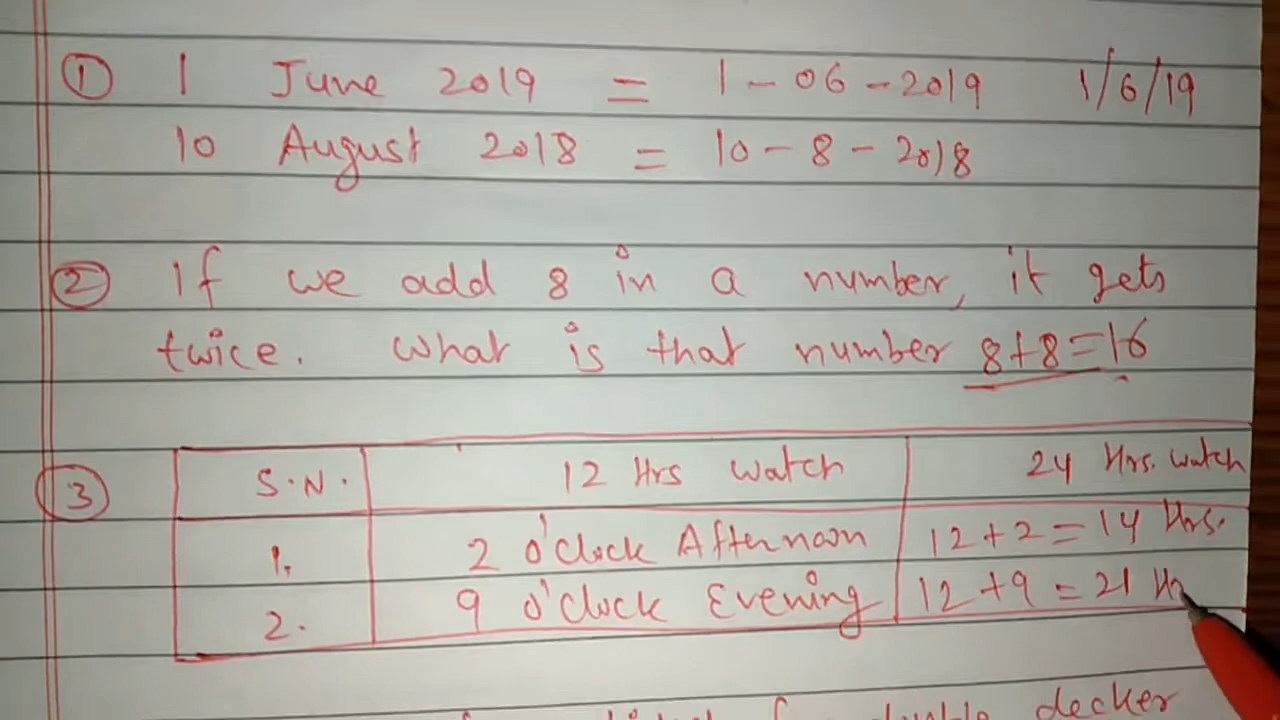 ① 1 June 2019 = 1-06-2019 1/6/19
10 August 2018 = 10-8-2018
② If we add 8 in a number, it gets
twice. What is that number 8+8=16
③ S.N. 12 Hrs watch 24 Hrs. watch
1. 2 o'clock Afternoon 12+2=14 Hrs.
2. 9 o'clock Evening 12+9=21 Hr
decker